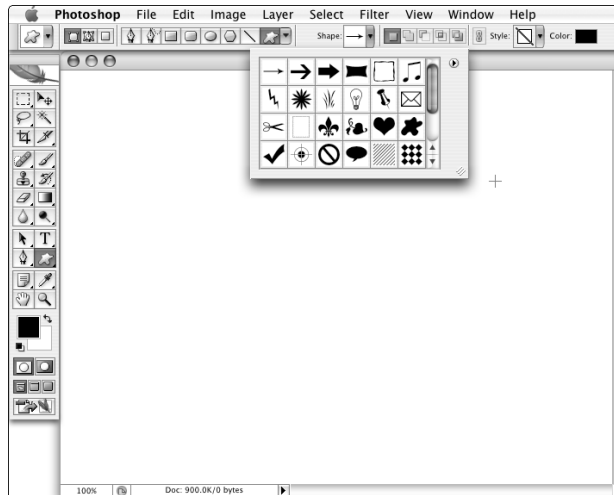 Photoshop File Edit Image Layer Select Filter View Window Help
Shape: Style: Color:
T
100% Doc: 900.0K/0 bytes